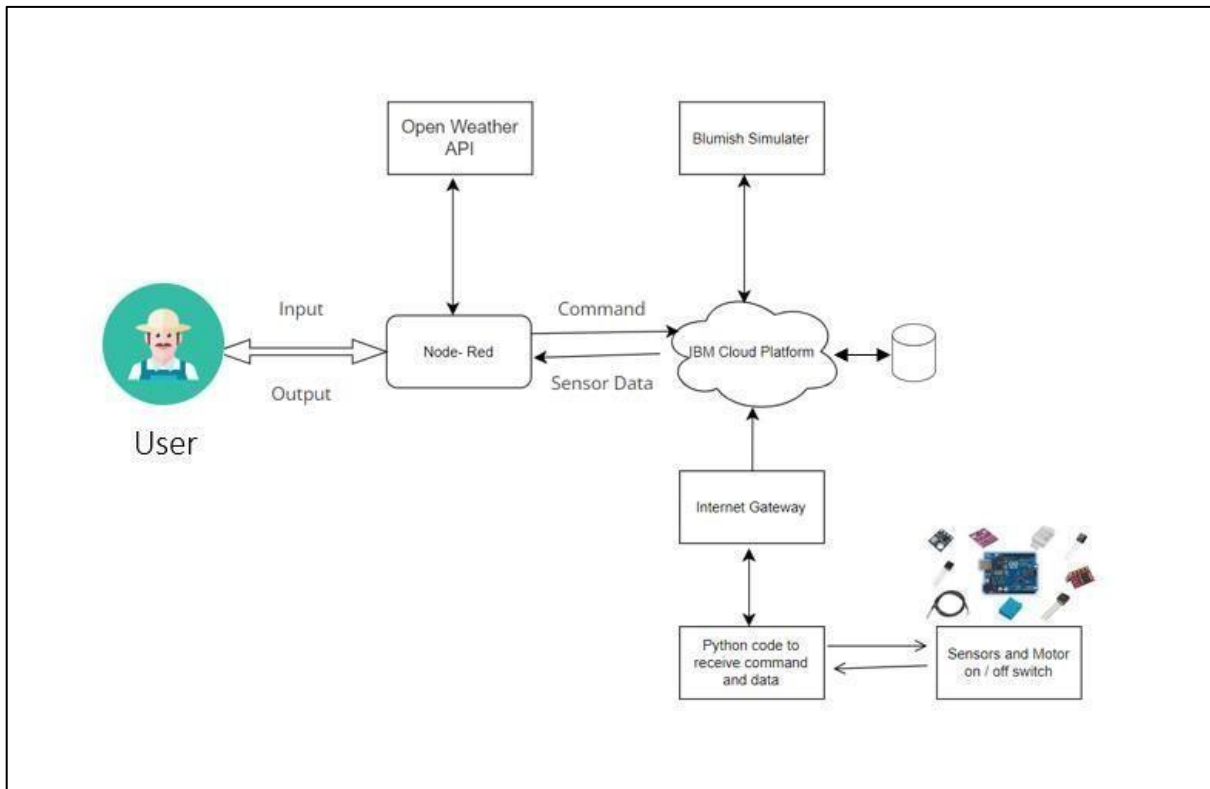 Open Weather
API
Blumish Simulater
Input
Command
Node- Red
IBM Cloud Platform
Output
Sensor Data
User
Internet Gateway
Python code to
receive command
and data
Sensors and Motor
on / off switch